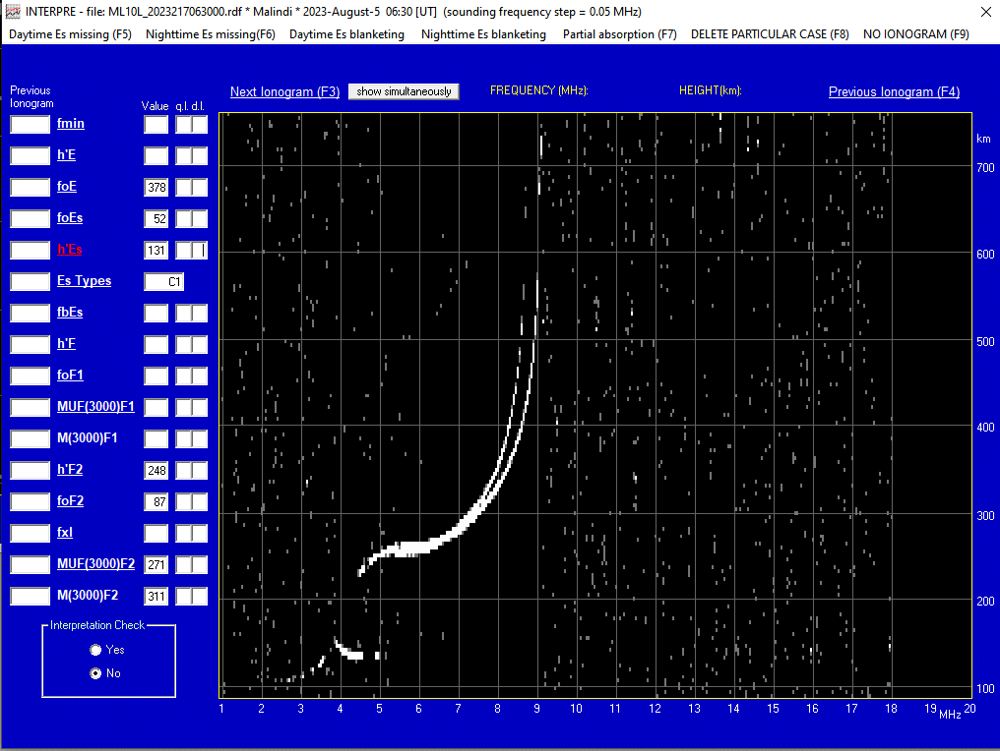 INTERPRE - file: ML10L_2023217063000.rdf * Malindi * 2023-August-5 06:30 [UT] (sounding frequency step = 0.05 MHz)
Daytime Es missing (F5) Nighttime Es missing(F6) Daytime Es blanketing Nighttime Es blanketing Partial absorption (F7) DELETE PARTICULAR CASE (F8) NO IONOGRAM (F9)
Previous
Ionogram
Value q.l. d.l.
Next Ionogram (F3) show simultaneously FREQUENCY (MHz): HEIGHT(km): Previous Ionogram (F4)
fmin
h'E
foE 378
foEs 52
h'Es 131
Es Types C1
fbEs
h'F
foF1
MUF(3000)F1
M(3000)F1
h'F2 248
foF2 87
fxI
MUF(3000)F2 271
M(3000)F2 311
Interpretation Check
Yes
No
km
700
600
500
400
300
200
100
1 2 3 4 5 6 7 8 9 10 11 12 13 14 15 16 17 18 19 20
MHz